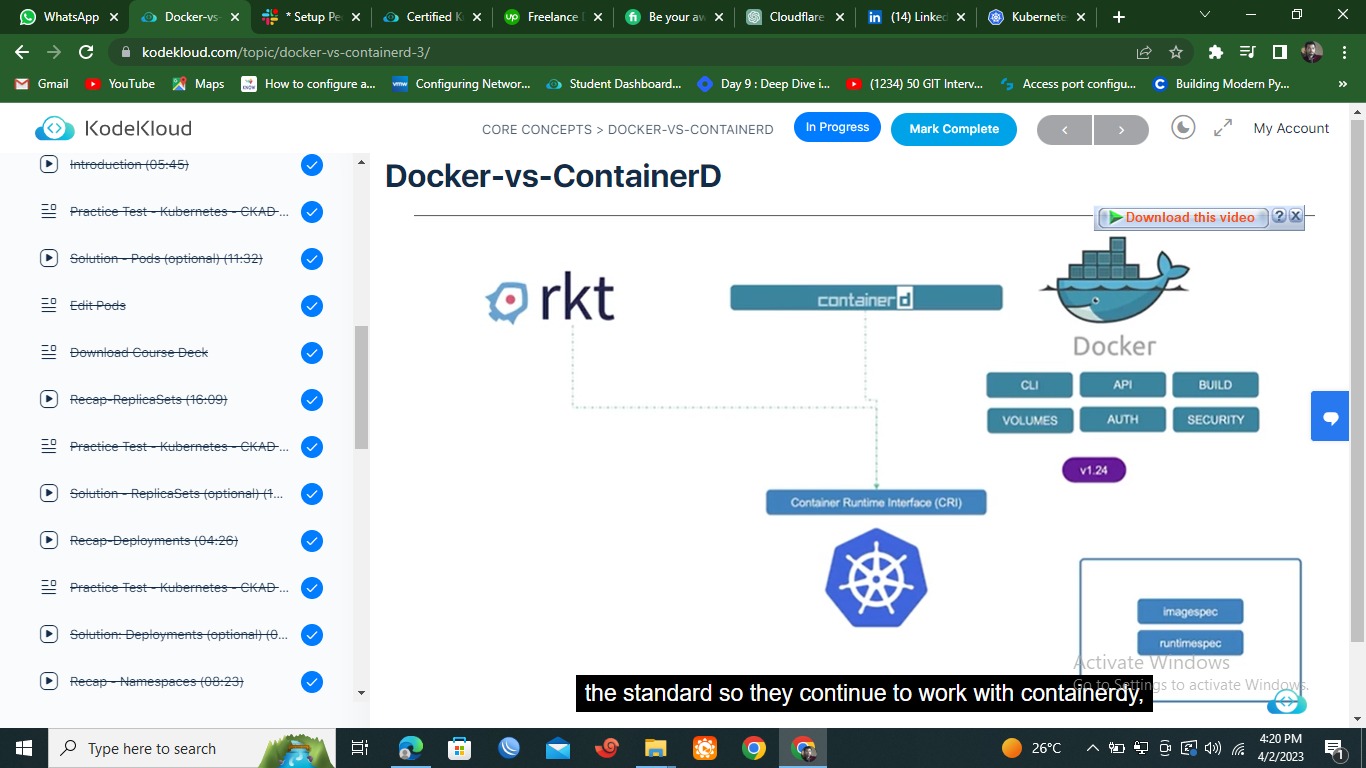 WhatsApp
Docker-vs-
* Setup Pe
Certified K
Freelance
Be your aw
Cloudflare
(14) Linked
Kubernete
kodekloud.com/topic/docker-vs-containerd-3/
Gmail
YouTube
Maps
How to configure a...
Configuring Networ...
Student Dashboard...
Day 9 : Deep Dive i...
(1234) 50 GIT Interv...
Access port configu...
Building Modern Py...
KodeKloud
CORE CONCEPTS > DOCKER-VS-CONTAINERD
In Progress
Mark Complete
My Account
Introduction (05:45)
Practice Test - Kubernetes - CKAD ...
Solution - Pods (optional) (11:32)
Edit Pods
Download Course Deck
Recap-ReplicaSets (16:09)
Practice Test - Kubernetes - CKAD ...
Solution - ReplicaSets (optional) (1...
Recap-Deployments (04:26)
Practice Test - Kubernetes - CKAD ...
Solution: Deployments (optional) (0...
Recap - Namespaces (08:23)
Docker-vs-ContainerD
Download this video
rkt
containerd
Docker
CLI
API
BUILD
VOLUMES
AUTH
SECURITY
v1.24
Container Runtime Interface (CRI)
imagespec
runtimespec
Activate Windows
Go to Settings to activate Windows.
the standard so they continue to work with containerdy,
Type here to search
26°C
4:20 PM
4/2/2023
1